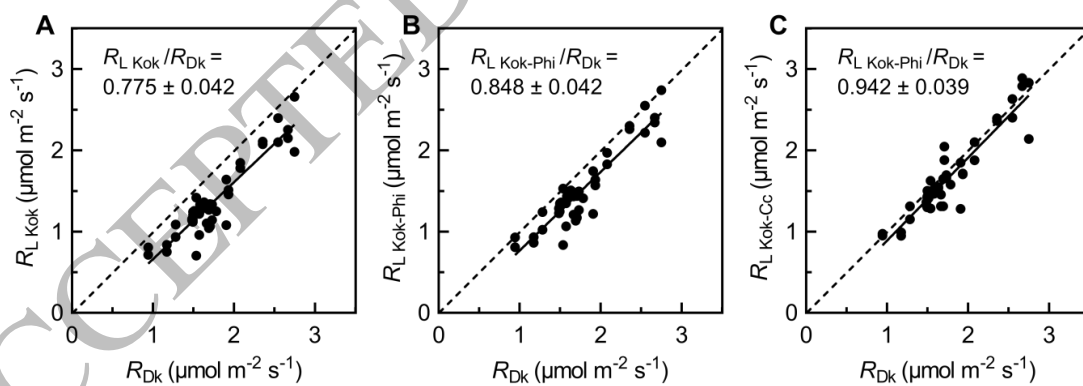 A
R_L Kok / R_Dk =
0.775 ± 0.042
R_L Kok (µmol m⁻² s⁻¹)
3
2
1
0
0 1 2 3
R_Dk (µmol m⁻² s⁻¹)
B
R_L Kok-Phi / R_Dk =
0.848 ± 0.042
R_L Kok-Phi (µmol m⁻² s⁻¹)
3
2
1
0
0 1 2 3
R_Dk (µmol m⁻² s⁻¹)
C
R_L Kok-Phi / R_Dk =
0.942 ± 0.039
R_L Kok-Cc (µmol m⁻² s⁻¹)
3
2
1
0
0 1 2 3
R_Dk (µmol m⁻² s⁻¹)
CCEPTED